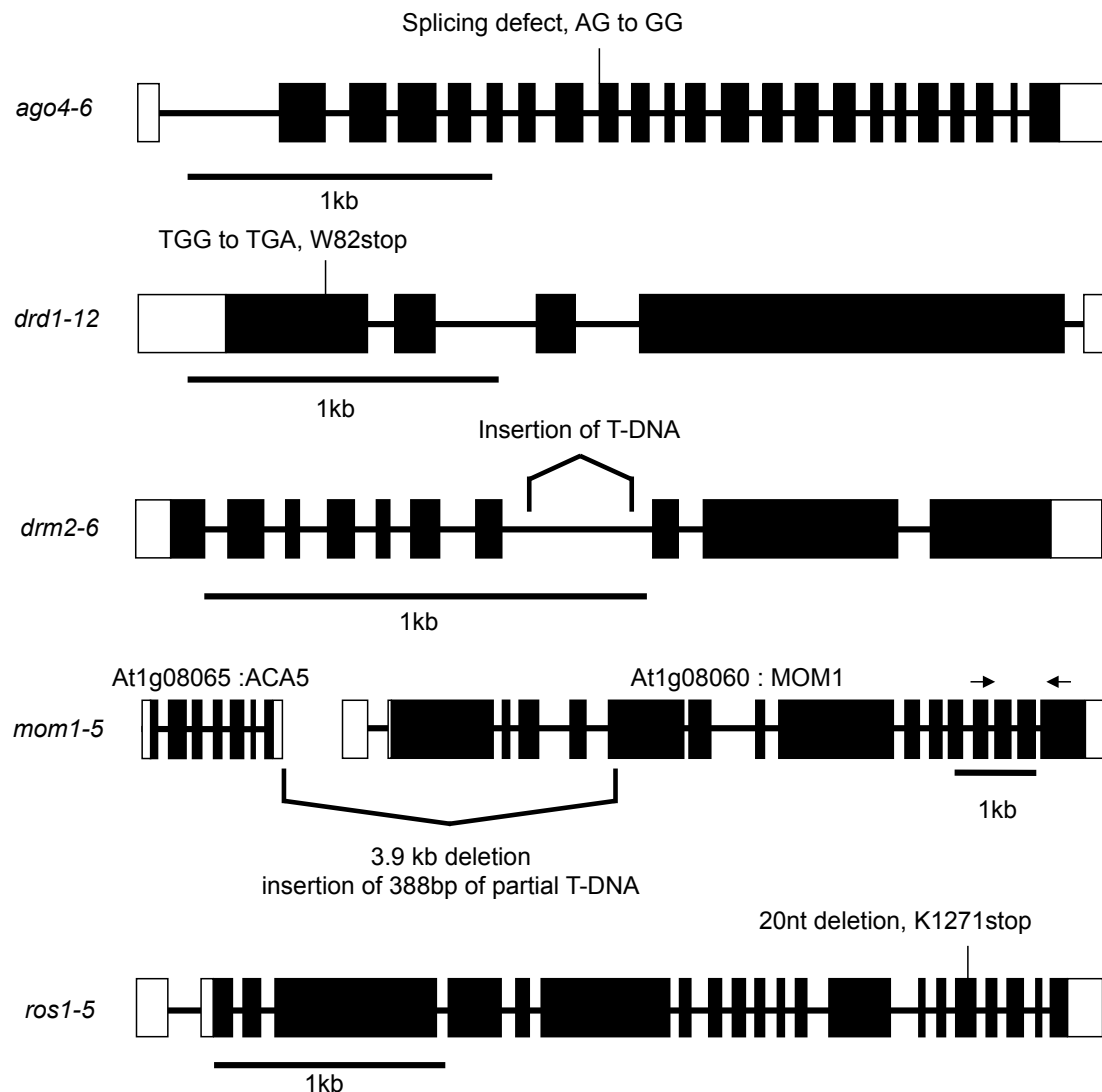 Splicing defect, AG to GG
ago4-6
1kb
TGG to TGA, W82stop
drd1-12
1kb
Insertion of T-DNA
drm2-6
1kb
At1g08065 :ACA5
At1g08060 : MOM1
mom1-5
1kb
3.9 kb deletion
insertion of 388bp of partial T-DNA
20nt deletion, K1271stop
ros1-5
1kb